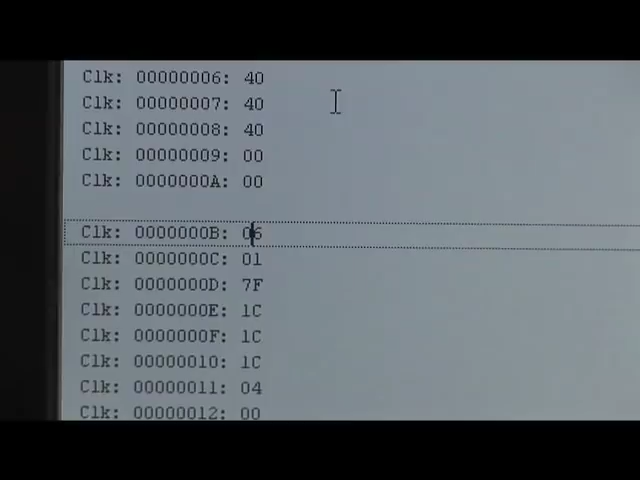 Clk: 00000006: 40
Clk: 00000007: 40
Clk: 00000008: 40
Clk: 00000009: 00
Clk: 0000000A: 00
Clk: 0000000B: 06
Clk: 0000000C: 01
Clk: 0000000D: 7F
Clk: 0000000E: 1C
Clk: 0000000F: 1C
Clk: 00000010: 1C
Clk: 00000011: 04
Clk: 00000012: 00